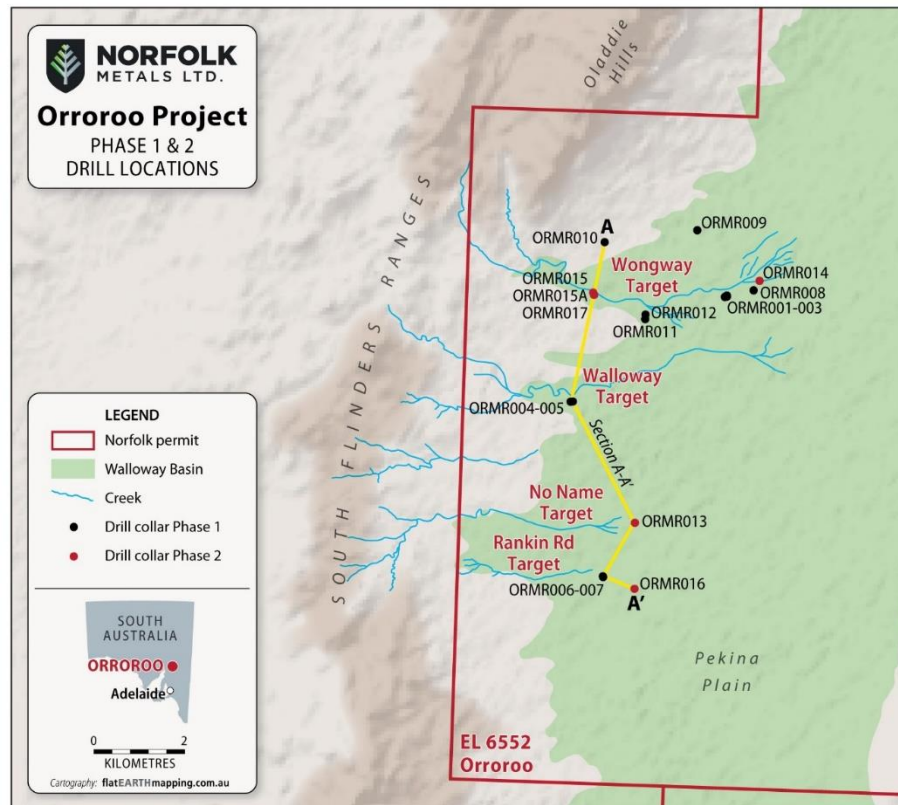 NORFOLK
METALS LTD.
Orroroo Project
PHASE 1 & 2
DRILL LOCATIONS
Oladdie
Hills
SOUTH FLINDERS RANGES
A
ORMR010
ORMR009
Wongway
Target
ORMR014
ORMR008
ORMR001-003
ORMR015
ORMR015A
ORMR017
ORMR012
ORMR011
Walloway
Target
ORMR004-005
Section A-A'
No Name
Target
ORMR013
Rankin Rd
Target
ORMR006-007
ORMR016
A'
Pekina
Plain
EL 6552
Orroroo
LEGEND
Norfolk permit
Walloway Basin
Creek
Drill collar Phase 1
Drill collar Phase 2
SOUTH
AUSTRALIA
ORROROO
Adelaide
0 2
KILOMETRES
Cartography: flatEARTHmapping.com.au